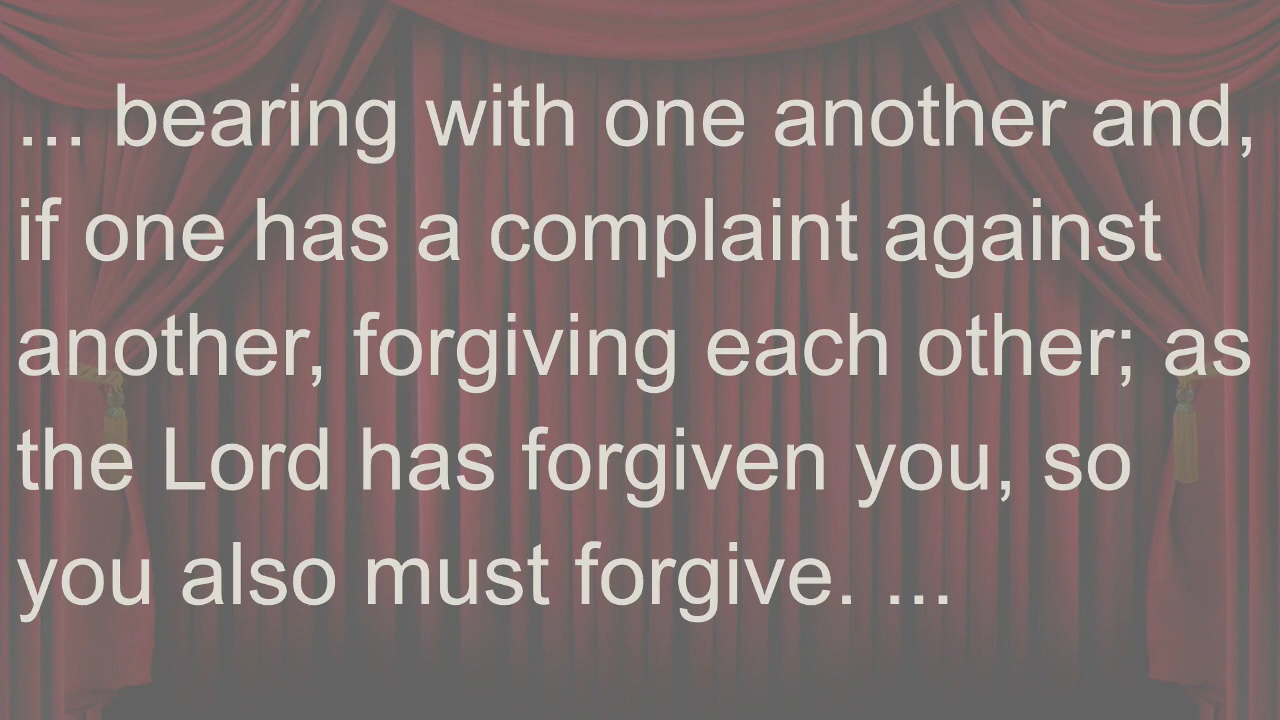 ... bearing with one another and,
if one has a complaint against
another, forgiving each other; as
the Lord has forgiven you, so
you also must forgive. ...